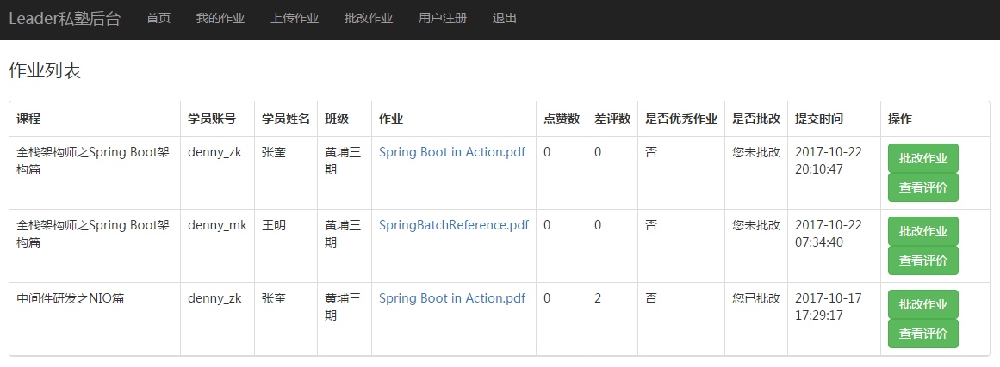 Leader私塾后台 首页 我的作业 上传作业 批改作业 用户注册 退出
作业列表
课程 学员账号 学员姓名 班级 作业 点赞数 差评数 是否优秀作业 是否批改 提交时间 操作
全栈架构师之Spring Boot架 denny_zk 张奎 黄埔三 Spring Boot in Action.pdf 0 0 否 您未批改 2017-10-22 批改作业
构篇 期 20:10:47
查看评价
全栈架构师之Spring Boot架 denny_mk 王明 黄埔三 SpringBatchReference.pdf 0 0 否 您未批改 2017-10-22 批改作业
构篇 期 07:34:40
查看评价
中间件研发之NIO篇 denny_zk 张奎 黄埔三 Spring Boot in Action.pdf 0 2 否 您已批改 2017-10-17 批改作业
期 17:29:17
查看评价